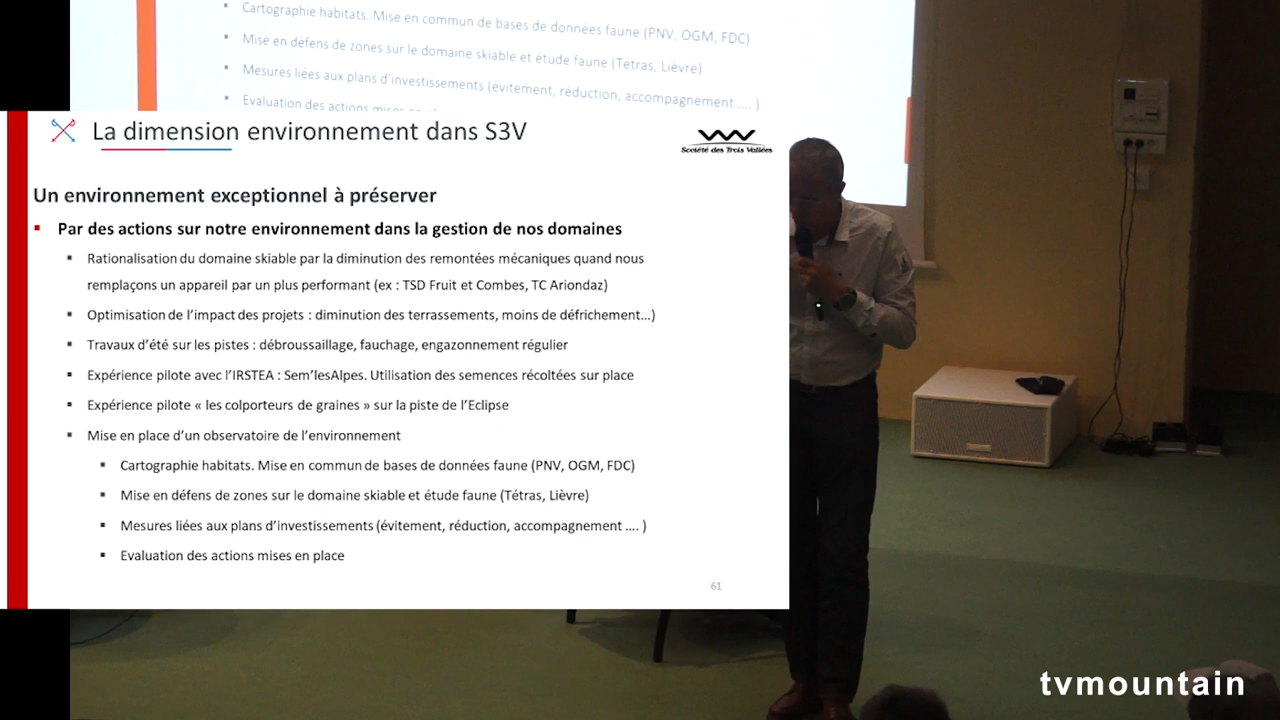 Cartographie habitats. Mise en commun de bases de données faune (PNV, OGM, FDC)
Mise en défens de zones sur le domaine skiable et étude faune (Tétras, Lièvre)
Mesures liées aux plans d'investissements (évitement, réduction, accompagnement .... )
Evaluation des actions mises en pl
La dimension environnement dans S3V
Société des Trois Vallées
Un environnement exceptionnel à préserver
Par des actions sur notre environnement dans la gestion de nos domaines
Rationalisation du domaine skiable par la diminution des remontées mécaniques quand nous
remplaçons un appareil par un plus performant (ex : TSD Fruit et Combes, TC Ariondaz)
Optimisation de l'impact des projets : diminution des terrassements, moins de défrichement...)
Travaux d'été sur les pistes : débroussaillage, fauchage, engazonnement régulier
Expérience pilote avec l'IRSTEA : Sem'lesAlpes. Utilisation des semences récoltées sur place
Expérience pilote « les colporteurs de graines » sur la piste de l'Eclipse
Mise en place d'un observatoire de l'environnement
Cartographie habitats. Mise en commun de bases de données faune (PNV, OGM, FDC)
Mise en défens de zones sur le domaine skiable et étude faune (Tétras, Lièvre)
Mesures liées aux plans d'investissements (évitement, réduction, accompagnement .... )
Evaluation des actions mises en place
61
tvmountain